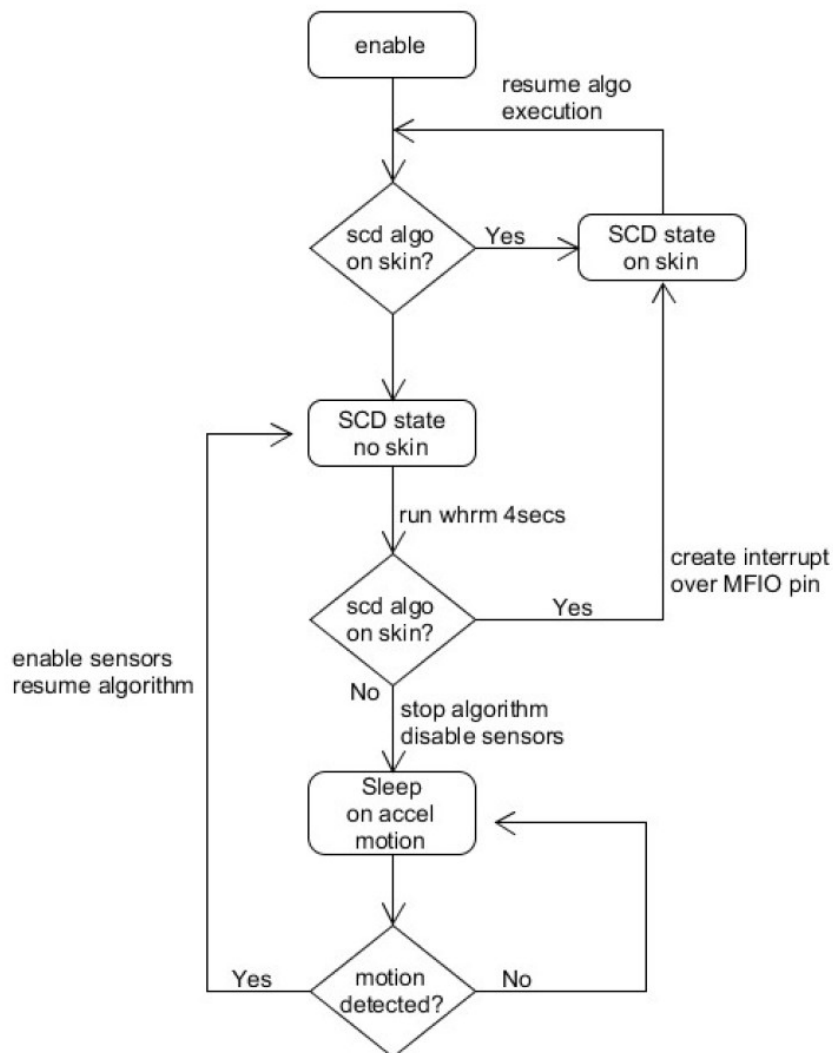 enable
resume algo
execution
scd algo
on skin?
Yes
SCD state
on skin
SCD state
no skin
run whrm 4secs
create interrupt
over MFIO pin
scd algo
on skin?
Yes
enable sensors
resume algorithm
No
stop algorithm
disable sensors
Sleep
on accel
motion
Yes
motion
detected?
No